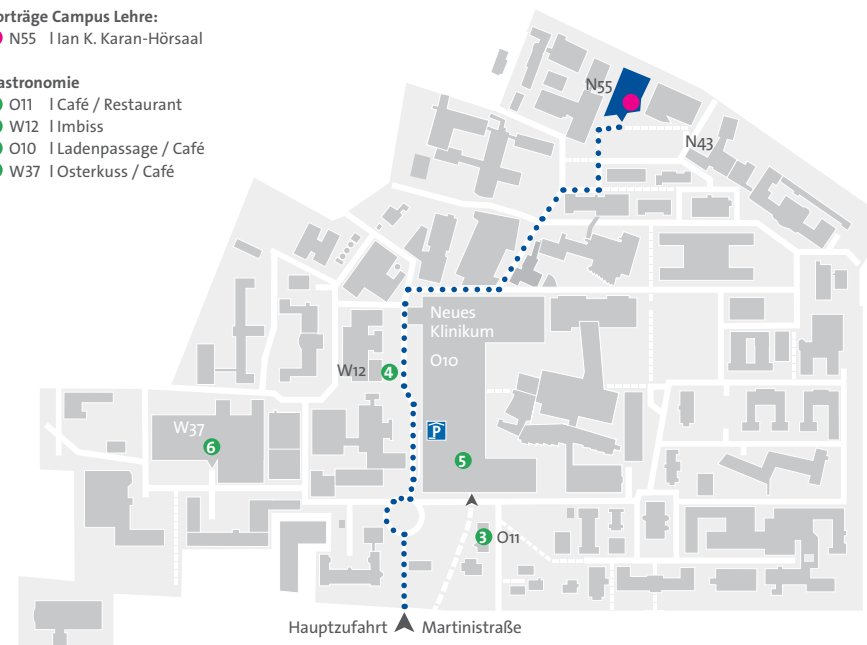 orträge Campus Lehre:
N55 l Ian K. Karan-Hörsaal
astronomie
O11 l Café / Restaurant
W12 l Imbiss
O10 l Ladenpassage / Café
W37 l Osterkuss / Café
N55
N43
Neues
Klinikum
O10
W12 4
P
W37
6
5
3 O11
Hauptzufahrt Martinistraße